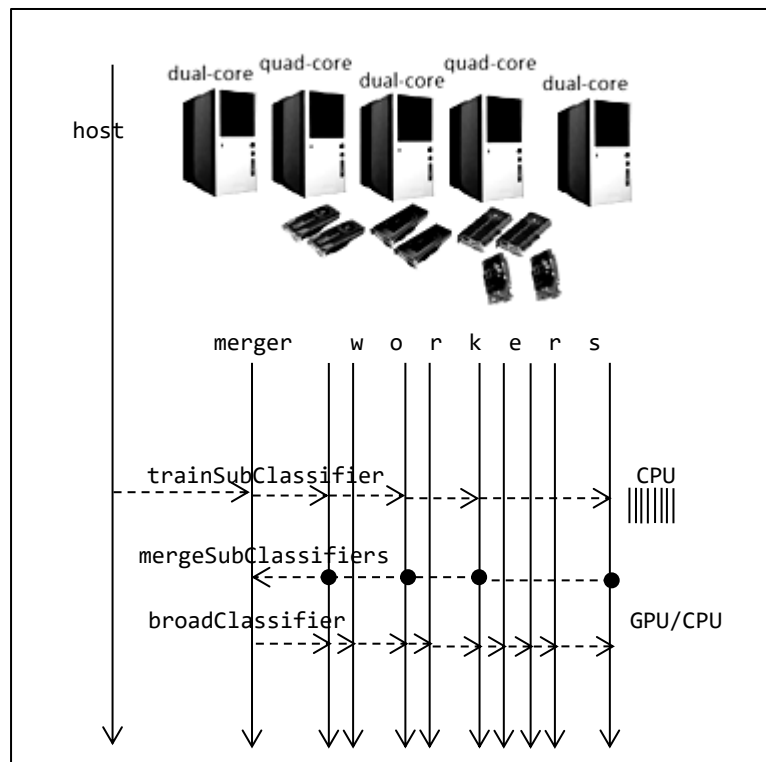 dual-core
quad-core
dual-core
quad-core
dual-core
host
merger
w o r k e r s
trainSubClassifier
CPU
mergeSubClassifiers
broadClassifier
GPU/CPU